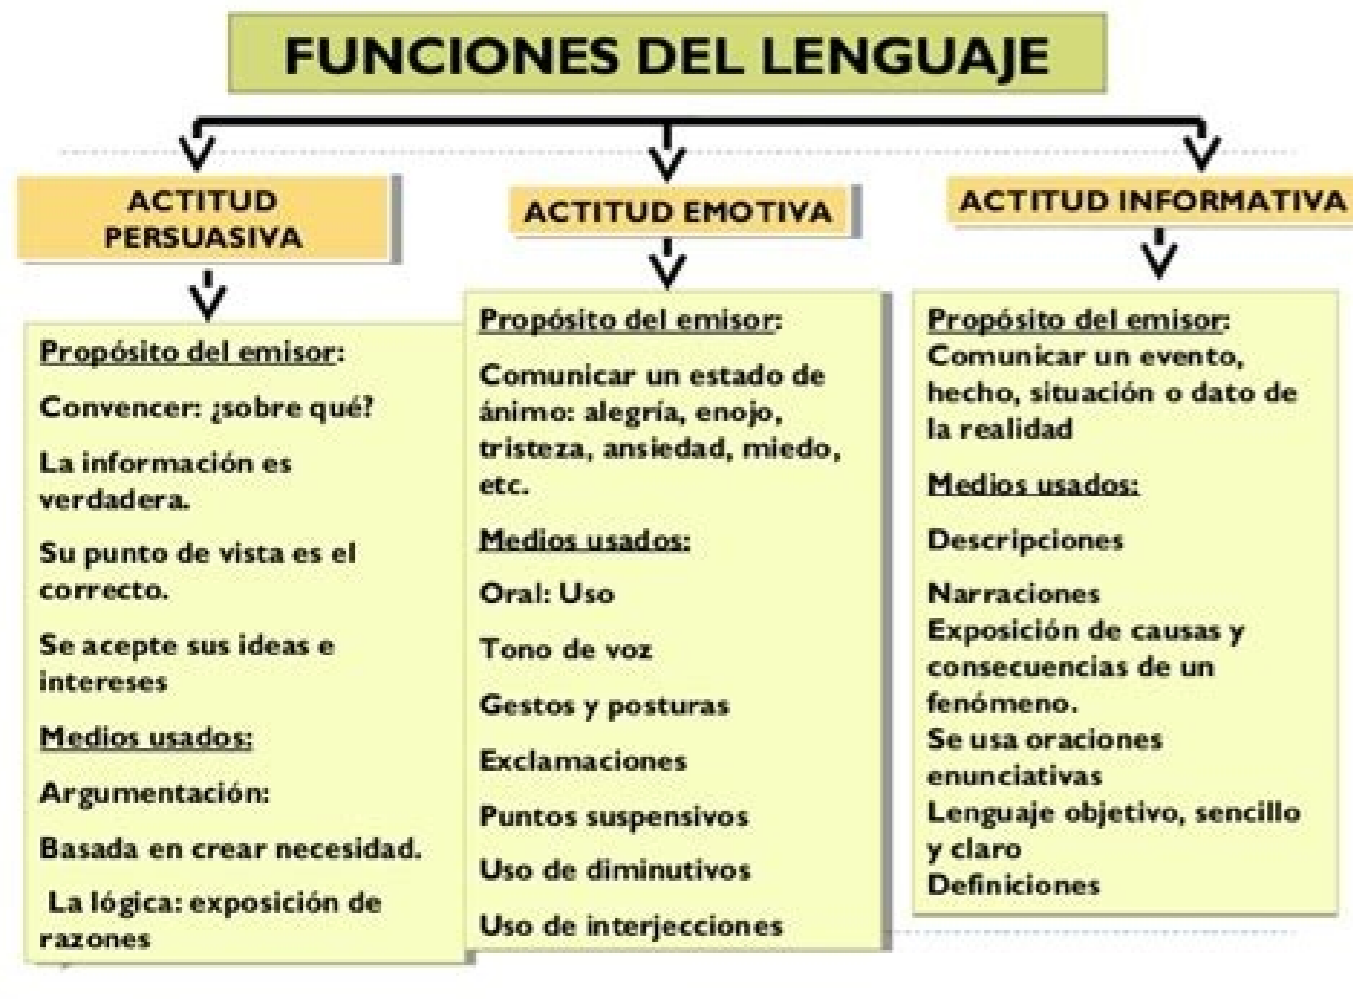 FUNCIONES DEL LENGUAJE
ACTITUD
PERSUASIVA
Propósito del emisor:
Convencer: ¿sobre qué?
La información es
verdadera.
Su punto de vista es el
correcto.
Se acepte sus ideas e
intereses
Medios usados:
Argumentación:
Basada en crear necesidad.
La lógica: exposición de
razones
ACTITUD EMOTIVA
Propósito del emisor:
Comunicar un estado de
ánimo: alegría, enojo,
tristeza, ansiedad, miedo,
etc.
Medios usados:
Oral: Uso
Tono de voz
Gestos y posturas
Exclamaciones
Puntos suspensivos
Uso de diminutivos
Uso de interjecciones
ACTITUD INFORMATIVA
Propósito del emisor:
Comunicar un evento,
hecho, situación o dato de
la realidad
Medios usados:
Descripciones
Narraciones
Exposición de causas y
consecuencias de un
fenómeno.
Se usa oraciones
enunciativas
Lenguaje objetivo, sencillo
y claro
Definiciones